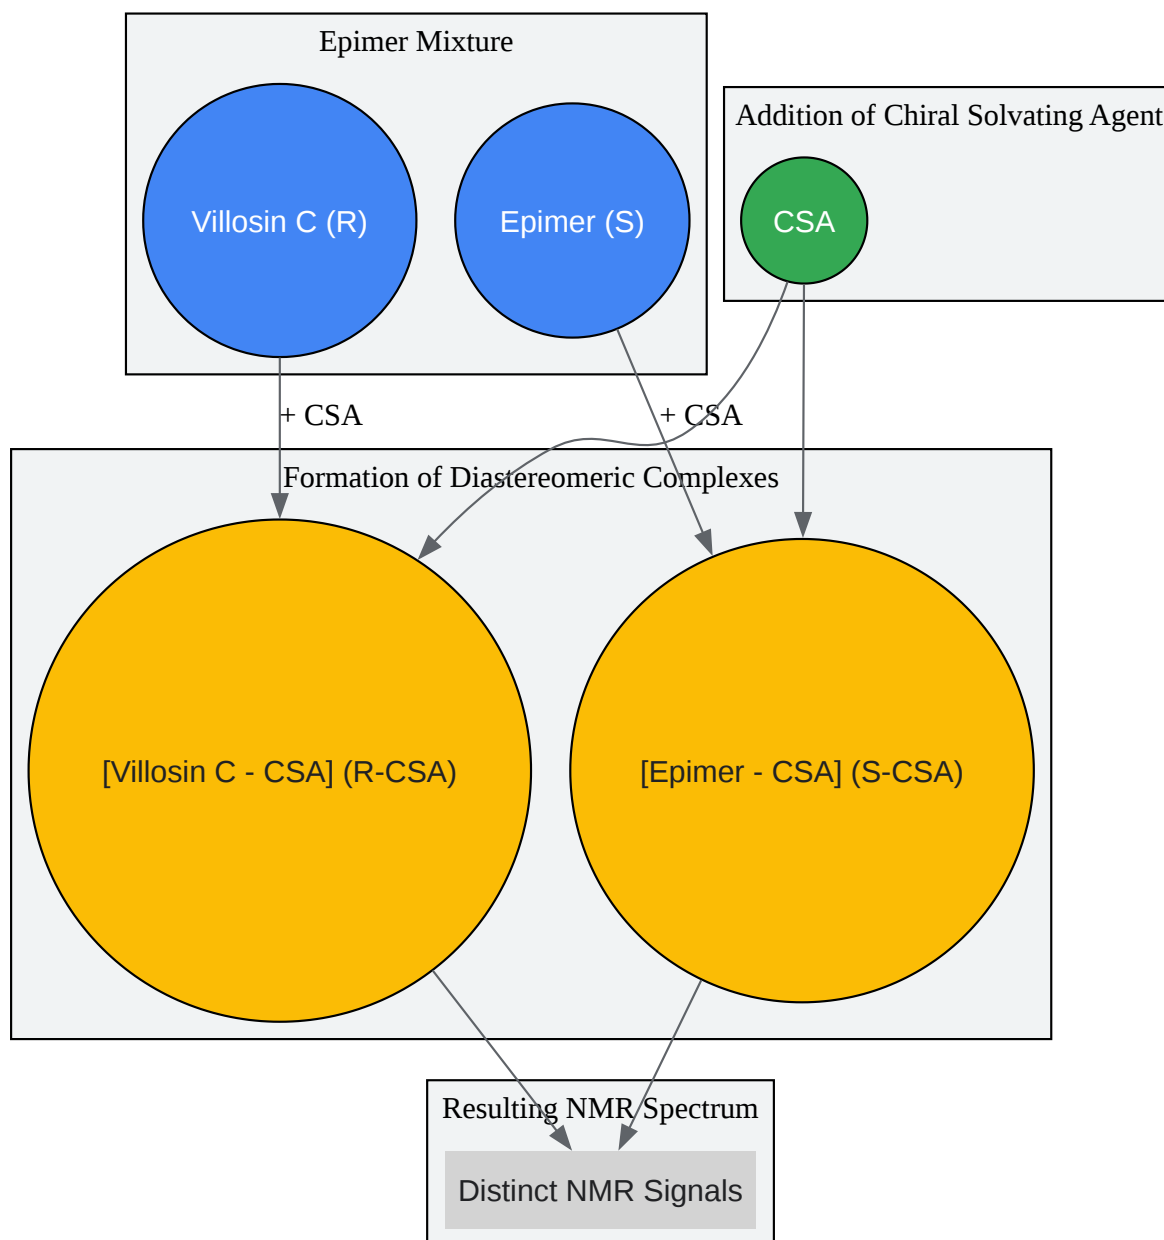 Epimer Mixture
Addition of Chiral Solvating Agent
Villosin C (R)
Epimer (S)
CSA
+ CSA
+ CSA
Formation of Diastereomeric Complexes
[Villosin C - CSA] (R-CSA)
[Epimer - CSA] (S-CSA)
Resulting NMR Spectrum
Distinct NMR Signals